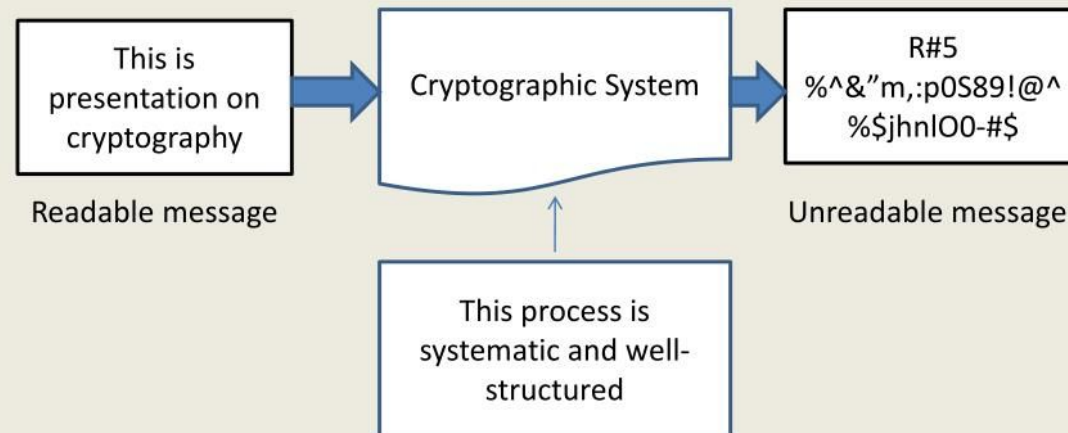 This is
presentation on
cryptography
Cryptographic System
R#5
%^&”m,:p0S89!@^
%$jhnlO0-#$
Readable message
Unreadable message
This process is
systematic and well-
structured